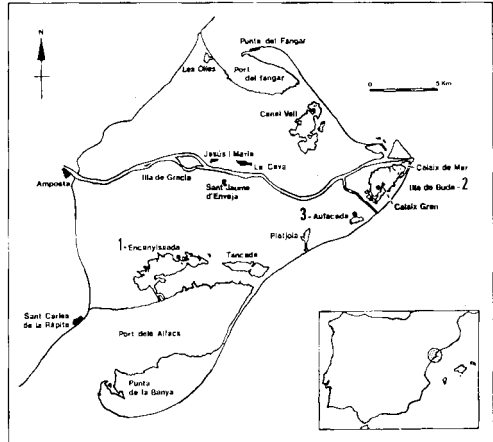 N
Punta del Fangar
Les Olles
Port
del fangar
0 5 Km
Canal Vell
Jesús i Maria
La Cava
Calaix de Mar
Amposta
Illa de Gracia
Illa de Buda - 2
Sant Jaume
d'Enveja
Calaix Gran
3 - Aufacada
Platjola
1 - Encanyissada
Tancada
Sant Carles
de la Ràpita
Port dels Alfacs
Punta
de la Banya